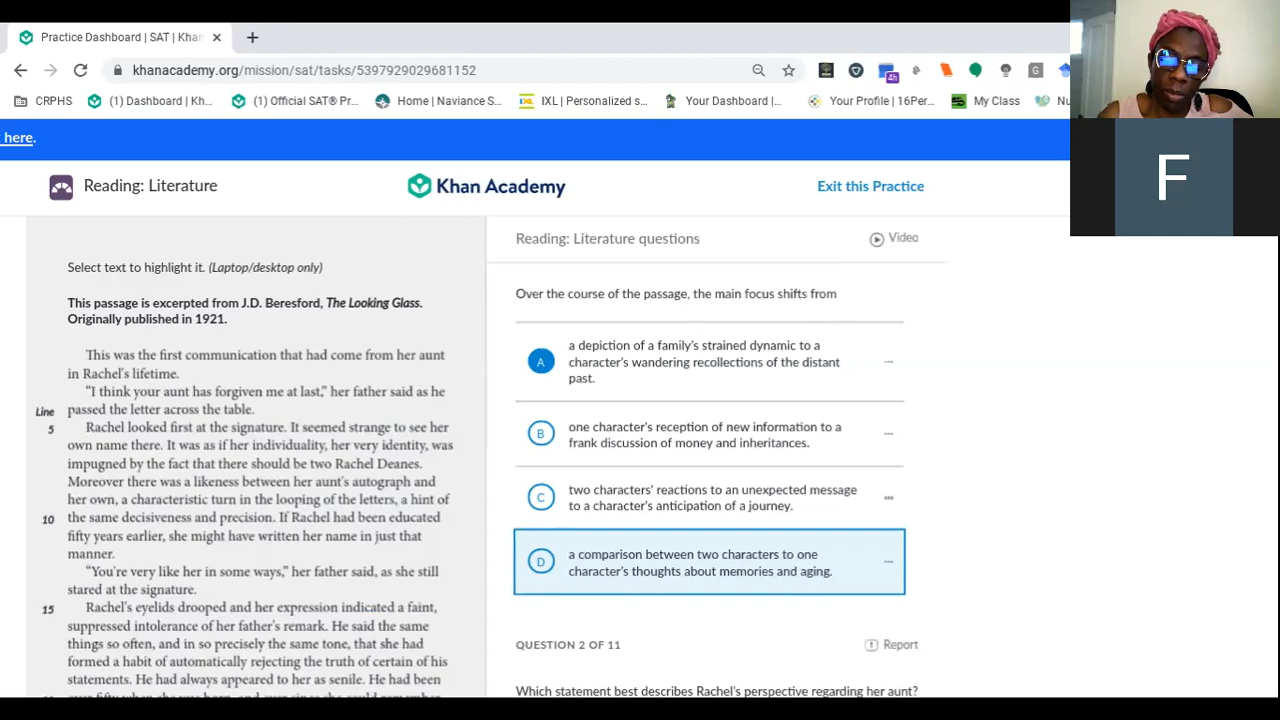 Practice Dashboard | SAT | Khan
khanacademy.org/mission/sat/tasks/5397929029681152
CRPHS
(1) Dashboard | Kh...
(1) Official SAT® Pr...
Home | Naviance S...
IXL | Personalized s...
Your Dashboard |...
Your Profile | 16Per...
My Class
Nu
here.
Reading: Literature
Khan Academy
Exit this Practice
F
Select text to highlight it. (Laptop/desktop only)
This passage is excerpted from J.D. Beresford, The Looking Glass.
Originally published in 1921.
This was the first communication that had come from her aunt
in Rachel's lifetime.
"I think your aunt has forgiven me at last," her father said as he
Line passed the letter across the table.
5 Rachel looked first at the signature. It seemed strange to see her
own name there. It was as if her individuality, her very identity, was
impugned by the fact that there should be two Rachel Deanes.
Moreover there was a likeness between her aunt's autograph and
her own, a characteristic turn in the looping of the letters, a hint of
10 the same decisiveness and precision. If Rachel had been educated
fifty years earlier, she might have written her name in just that
manner.
"You're very like her in some ways," her father said, as she still
stared at the signature.
15 Rachel's eyelids drooped and her expression indicated a faint,
suppressed intolerance of her father's remark. He said the same
things so often, and in so precisely the same tone, that she had
formed a habit of automatically rejecting the truth of certain of his
statements. He had always appeared to her as senile. He had been
over fifty when she was born, and ever since she could remember
Reading: Literature questions
Video
Over the course of the passage, the main focus shifts from
A
a depiction of a family's strained dynamic to a
character's wandering recollections of the distant
past.
B
one character's reception of new information to a
frank discussion of money and inheritances.
C
two characters' reactions to an unexpected message
to a character's anticipation of a journey.
D
a comparison between two characters to one
character's thoughts about memories and aging.
QUESTION 2 OF 11
Report
Which statement best describes Rachel's perspective regarding her aunt?